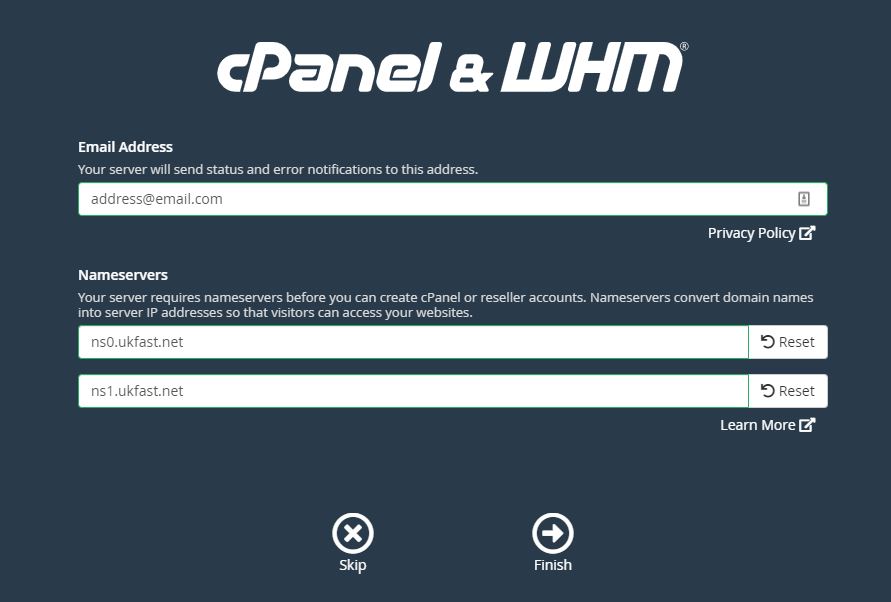 cPanel & WHM®
Email Address
Your server will send status and error notifications to this address.
address@email.com
Privacy Policy
Nameservers
Your server requires nameservers before you can create cPanel or reseller accounts. Nameservers convert domain names
into server IP addresses so that visitors can access your websites.
ns0.ukfast.net Reset
ns1.ukfast.net Reset
Learn More
Skip Finish